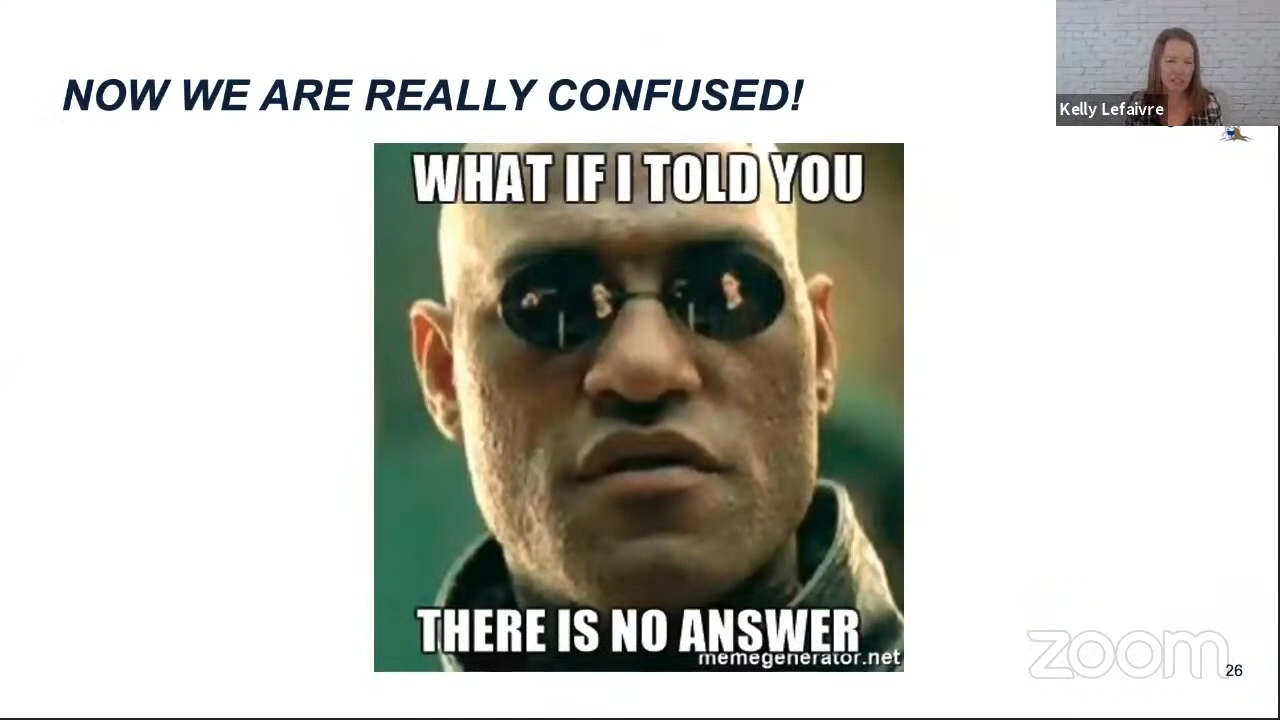 NOW WE ARE REALLY CONFUSED!
Kelly Lefaivre
WHAT IF I TOLD YOU
THERE IS NO ANSWER
memegenerator.net
zoom
26